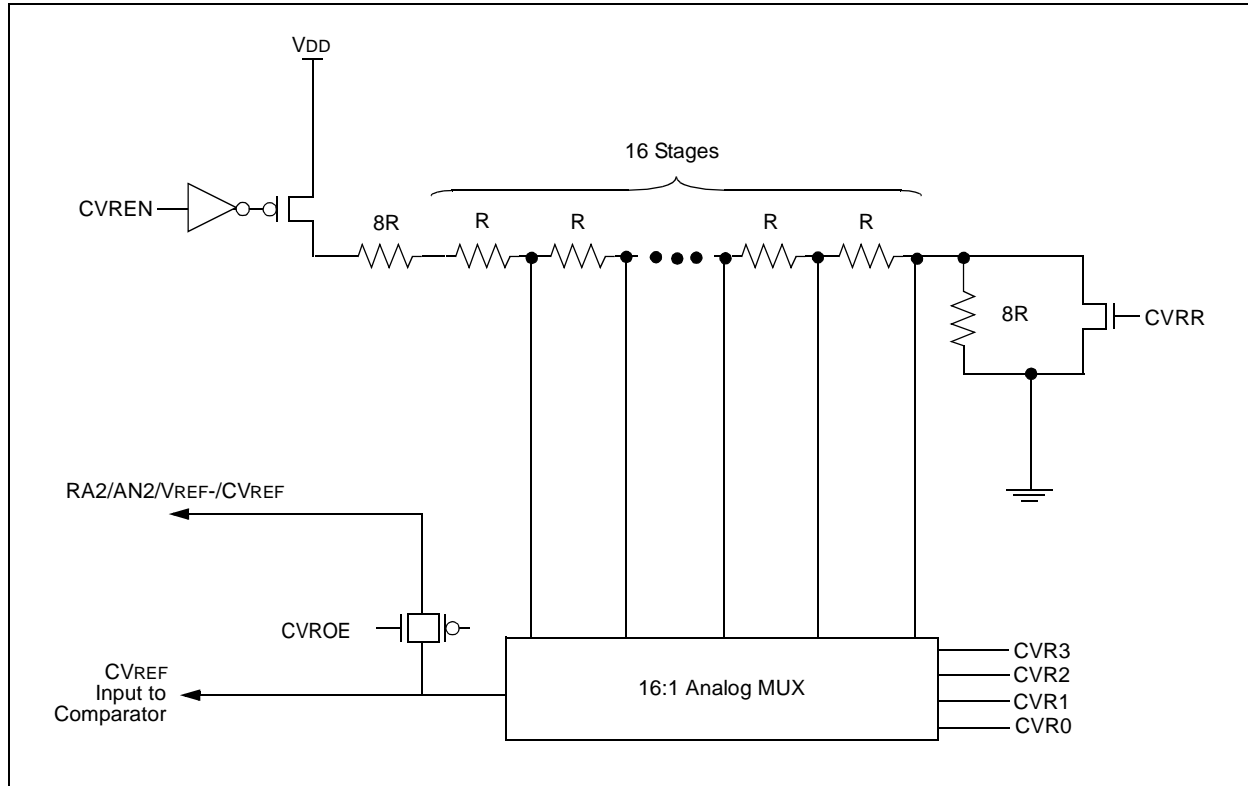 VDD
16 Stages
CVREN
8R
R
R
R
R
8R
CVRR
RA2/AN2/VREF-/CVREF
CVROE
CVREF
Input to
Comparator
16:1 Analog MUX
CVR3
CVR2
CVR1
CVR0